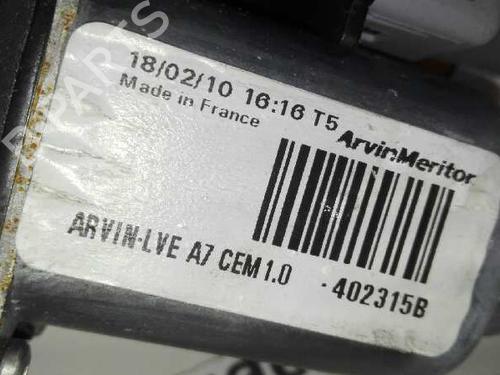 18/02/10 16:16 T5
Made in France
ArvinMeritor
ARVIN-LVE A7 CEM 1.0 -402315B